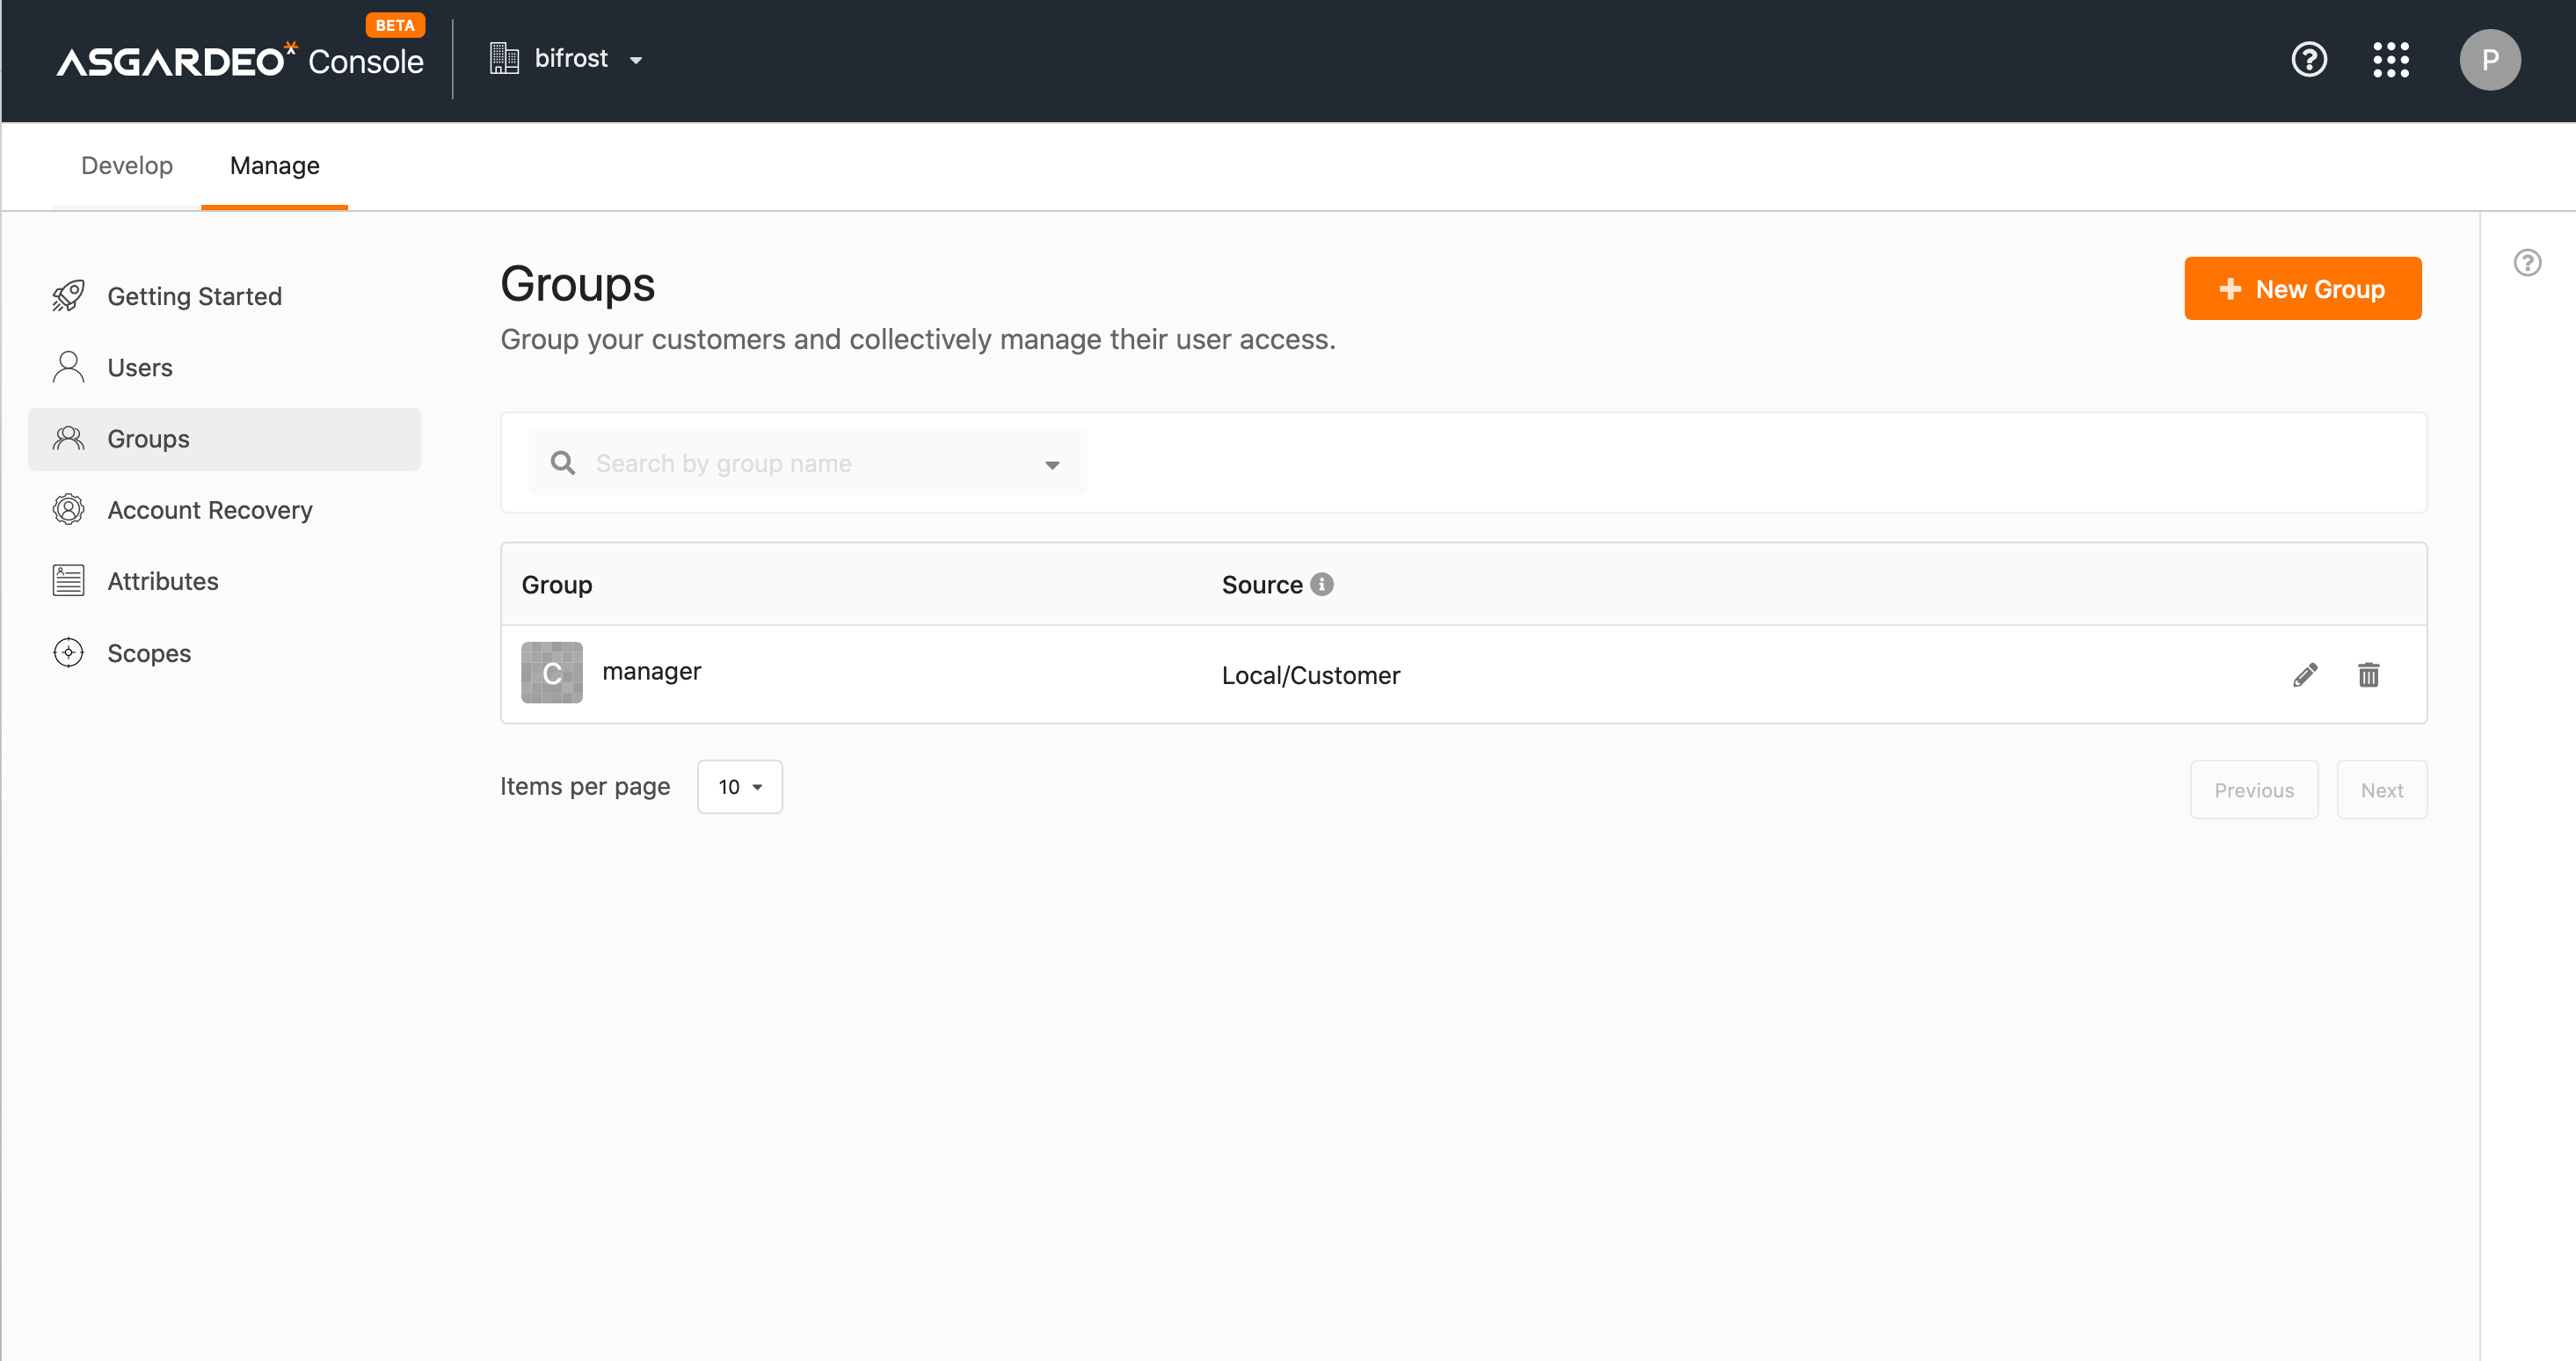 BETA
ASGARDEO Console
bifrost
P
Develop
Manage
Getting Started
Users
Groups
Account Recovery
Attributes
Scopes
Groups
New Group
Group your customers and collectively manage their user access.
Search by group name
Group
Source
C
manager
Local/Customer
Items per page
10
Previous
Next